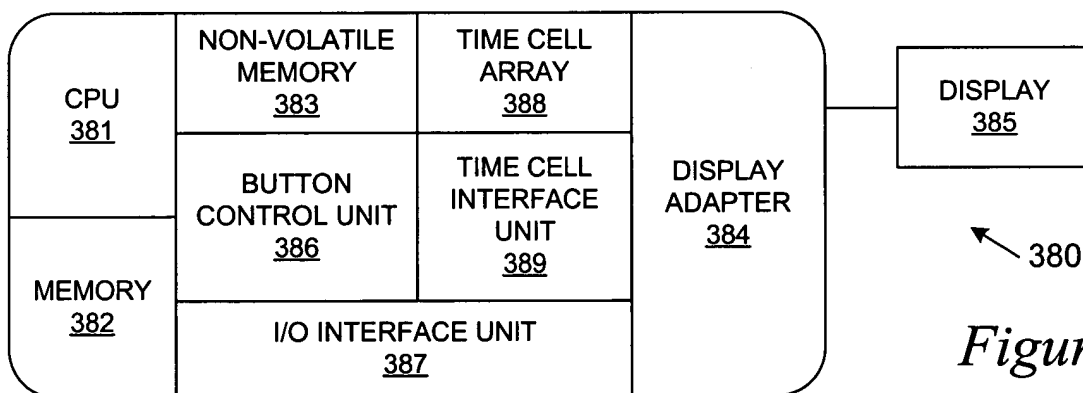 CPU
381
MEMORY
382
NON-VOLATILE
MEMORY
383
TIME CELL
ARRAY
388
BUTTON
CONTROL UNIT
386
TIME CELL
INTERFACE
UNIT
389
I/O INTERFACE UNIT
387
DISPLAY
ADAPTER
384
DISPLAY
385
380